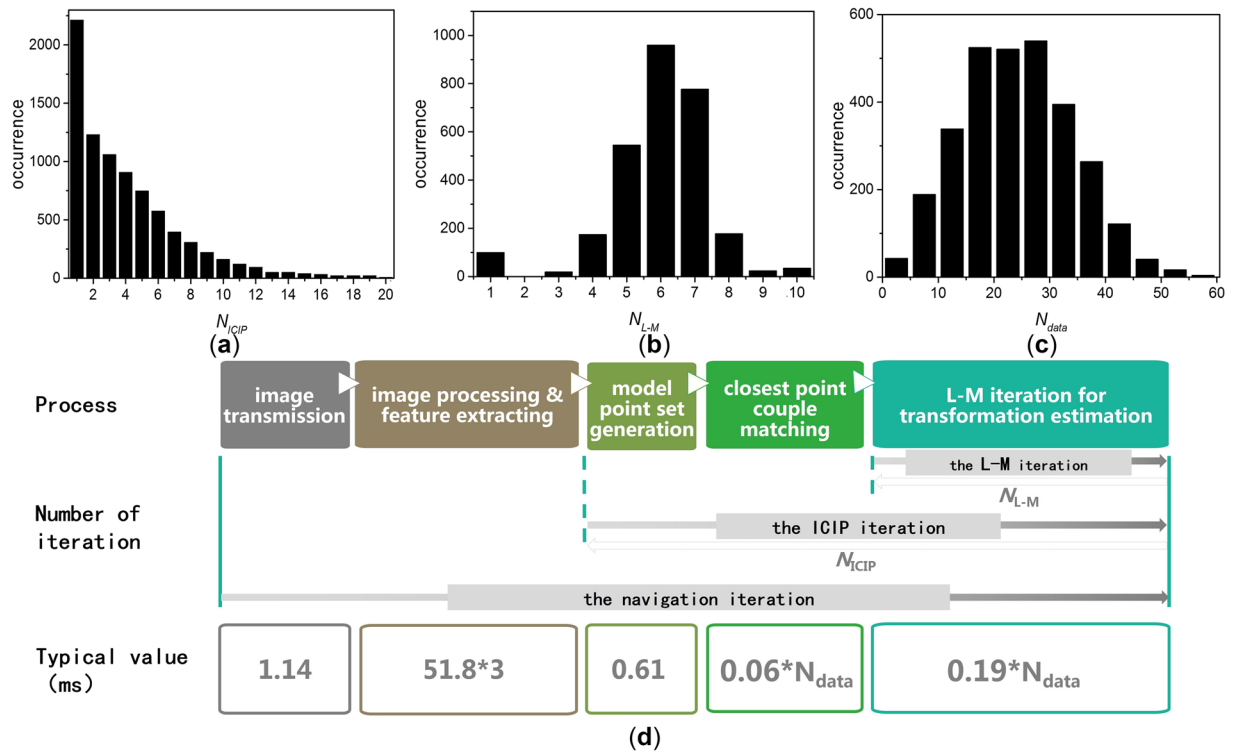 2000
1500
1000
500
0
occurrence
2 4 6 8 10 12 14 16 18 20
N_ICIP
(a)
1000
800
600
400
200
0
occurrence
1 2 3 4 5 6 7 8 9 10
N_L-M
(b)
600
400
200
0
occurrence
0 10 20 30 40 50 60
N_data
(c)
Process
image
transmission
image processing &
feature extracting
model
point set
generation
closest point
couple
matching
L-M iteration for
transformation estimation
Number of
iteration
the L-M iteration
N_L-M
the ICIP iteration
N_ICIP
the navigation iteration
Typical value
（ms）
1.14
51.8*3
0.61
0.06*N_data
0.19*N_data
(d)